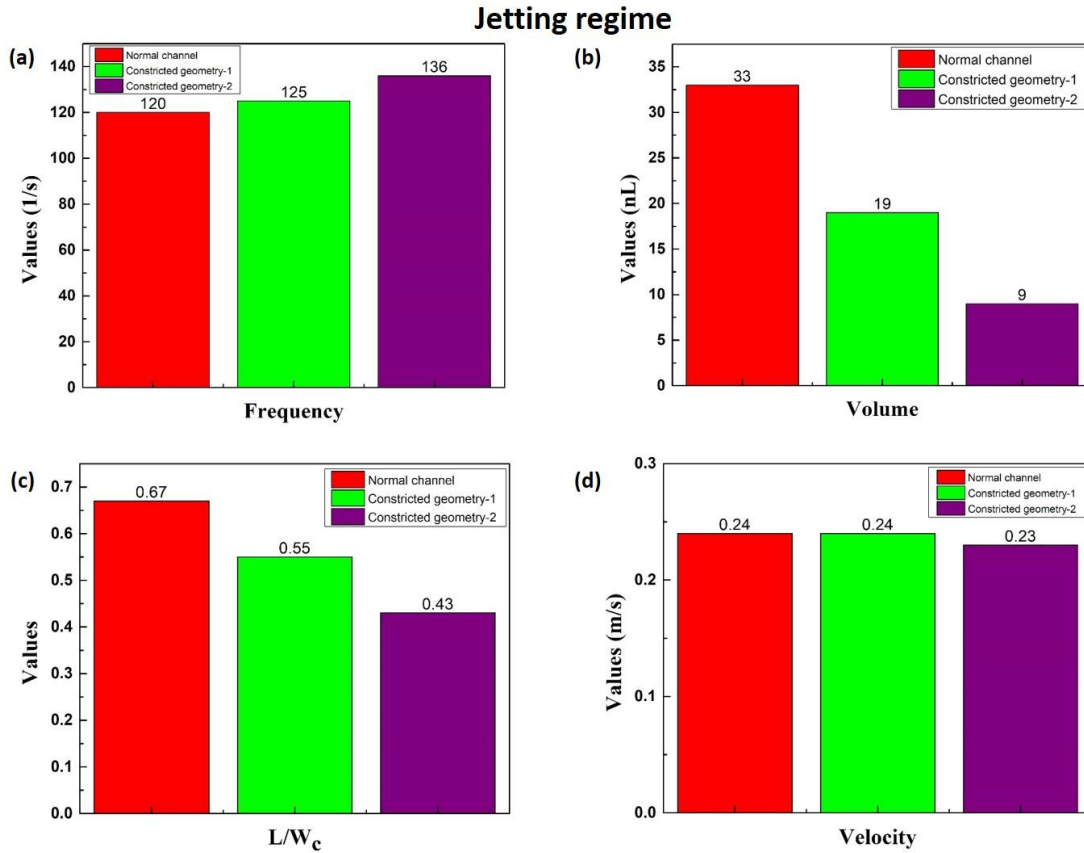 Jetting regime
(a)
Normal channel
Constricted geometry-1
Constricted geometry-2
140
120
100
80
60
40
20
0
120
125
136
Values (1/s)
Frequency
(b)
Normal channel
Constricted geometry-1
Constricted geometry-2
35
30
25
20
15
10
5
0
33
19
9
Values (nL)
Volume
(c)
Normal channel
Constricted geometry-1
Constricted geometry-2
0.7
0.6
0.5
0.4
0.3
0.2
0.1
0.0
0.67
0.55
0.43
Values
L/Wc
(d)
Normal channel
Constricted geometry-1
Constricted geometry-2
0.3
0.2
0.1
0.0
0.24
0.24
0.23
Values (m/s)
Velocity